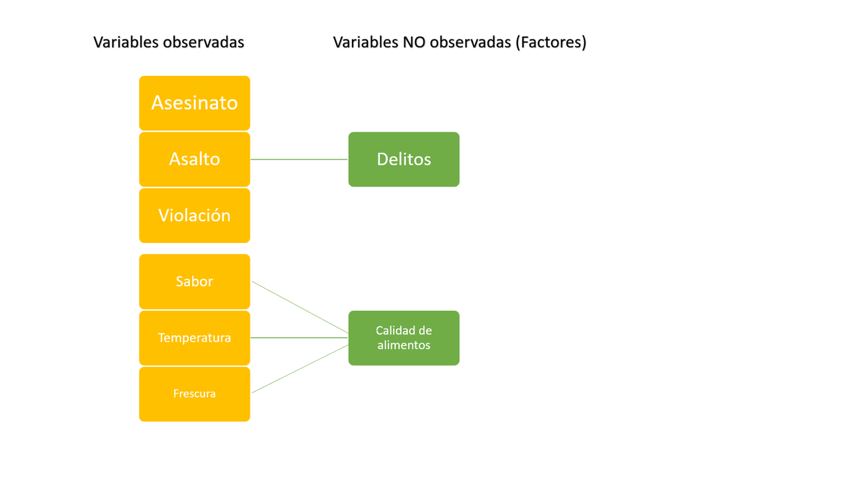 Variables observadas
Variables NO observadas (Factores)
Asesinato
Asalto
Delitos
Violación
Sabor
Temperatura
Calidad de
alimentos
Frescura